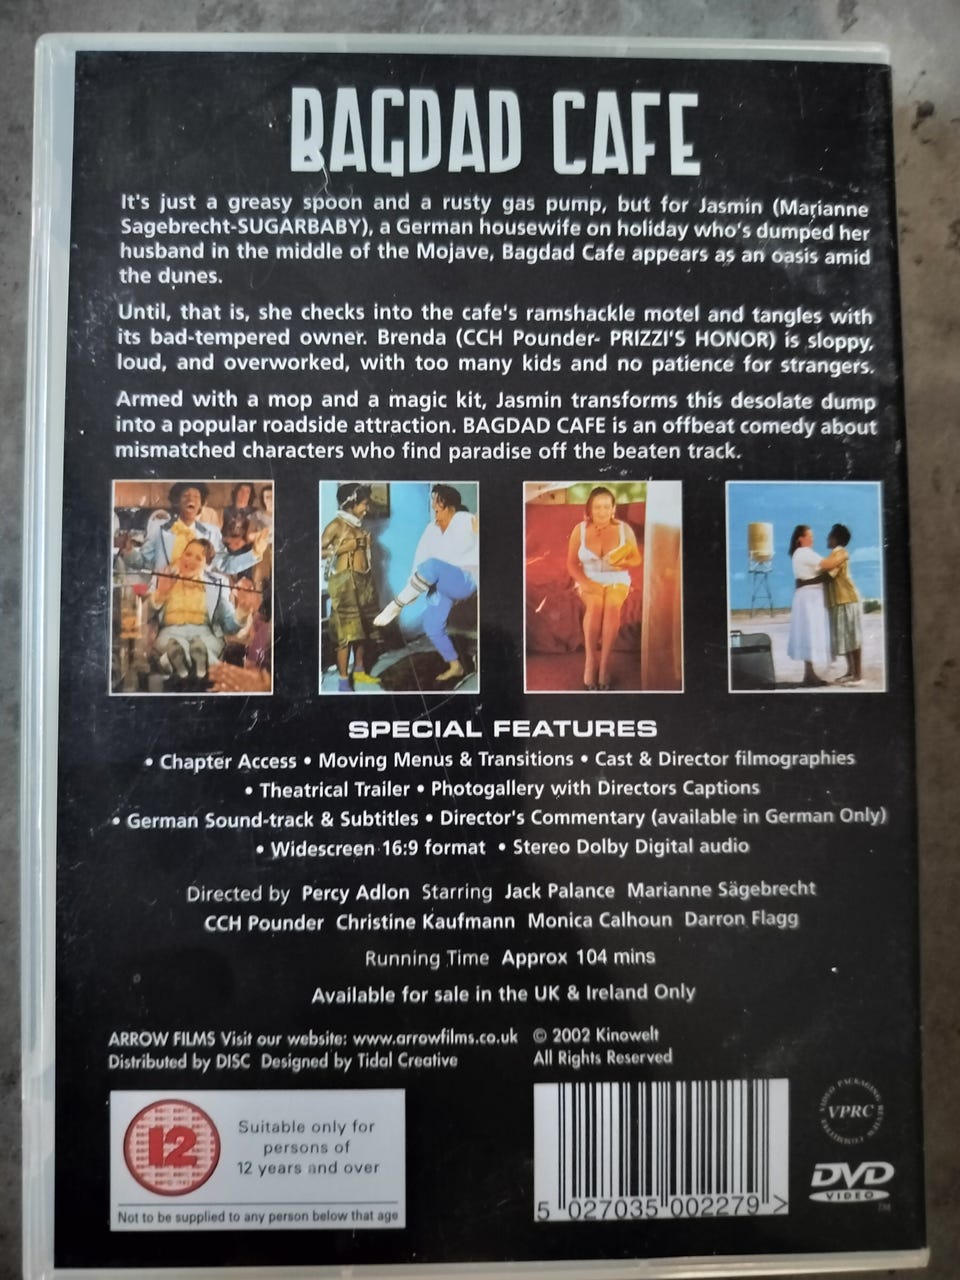 BAGDAD CAFE
It's just a greasy spoon and a rusty gas pump, but for Jasmin (Marianne
Sagebrecht-SUGARBABY), a German housewife on holiday who's dumped her
husband in the middle of the Mojave, Bagdad Cafe appears as an oasis amid
the dunes.
Until, that is, she checks into the cafe's ramshackle motel and tangles with
its bad-tempered owner. Brenda (CCH Pounder- PRIZZI'S HONOR) is sloppy,
loud, and overworked, with too many kids and no patience for strangers.
Armed with a mop and a magic kit, Jasmin transforms this desolate dump
into a popular roadside attraction. BAGDAD CAFE is an offbeat comedy about
mismatched characters who find paradise off the beaten track.
SPECIAL FEATURES
• Chapter Access • Moving Menus & Transitions • Cast & Director filmographies
• Theatrical Trailer • Photogallery with Directors Captions
• German Sound-track & Subtitles • Director's Commentary (available in German Only)
• Widescreen 16:9 format • Stereo Dolby Digital audio
Directed by Percy Adlon Starring Jack Palance Marianne Sägebrecht
CCH Pounder Christine Kaufmann Monica Calhoun Darron Flagg
Running Time Approx 104 mins
Available for sale in the UK & Ireland Only
ARROW FILMS Visit our website: www.arrowfilms.co.uk
Distributed by DISC Designed by Tidal Creative
© 2002 Kinowelt
All Rights Reserved
12
Suitable only for
persons of
12 years and over
Not to be supplied to any person below that age
5 027035 002279 >
VIDEO PACKAGING REVIEW COMMITTEE
VPRC
DVD
VIDEO
TM